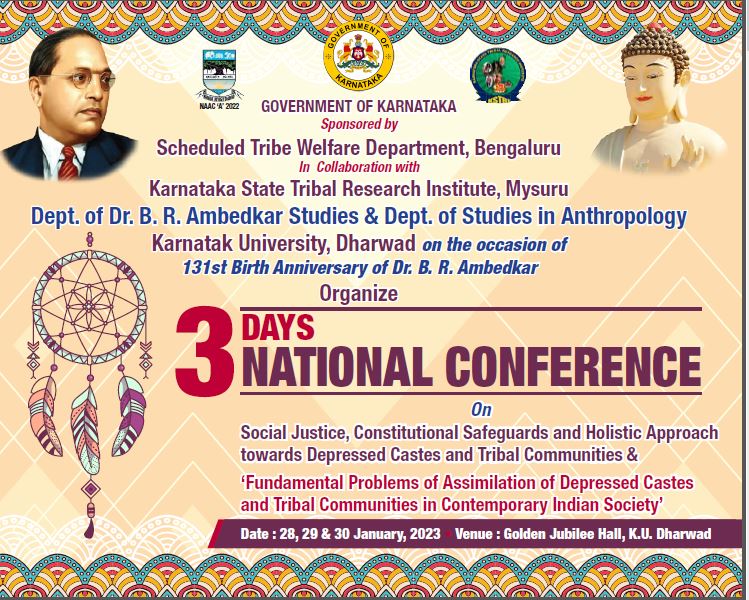 GOVERNMENT OF
KARNATAKA
NAAC 'A' 2022
GOVERNMENT OF KARNATAKA
Sponsored by
Scheduled Tribe Welfare Department, Bengaluru
In Collaboration with
Karnataka State Tribal Research Institute, Mysuru
Dept. of Dr. B. R. Ambedkar Studies & Dept. of Studies in Anthropology
Karnatak University, Dharwad on the occasion of
131st Birth Anniversary of Dr. B. R. Ambedkar
Organize
3 DAYS
NATIONAL CONFERENCE
On
Social Justice, Constitutional Safeguards and Holistic Approach
towards Depressed Castes and Tribal Communities &
‘Fundamental Problems of Assimilation of Depressed Castes
and Tribal Communities in Contemporary Indian Society’
Date : 28, 29 & 30 January, 2023 • Venue : Golden Jubilee Hall, K.U. Dharwad